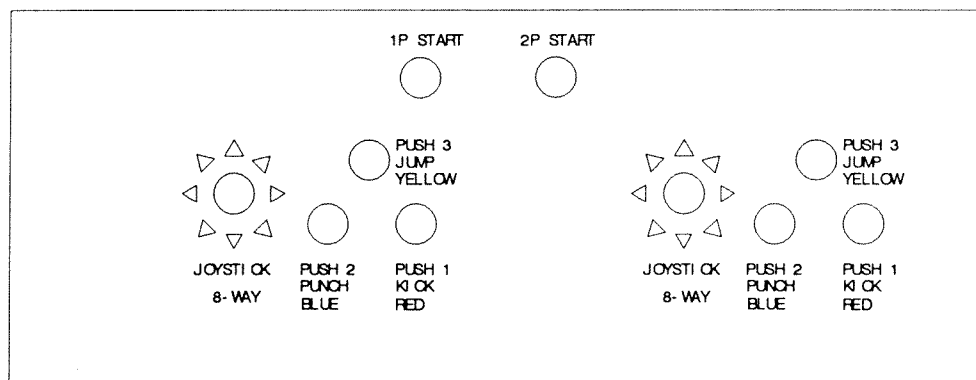 1P START
2P START
PUSH 3
JUMP
YELLOW
JOYSTICK
8-WAY
PUSH 2
PUNCH
BLUE
PUSH 1
KICK
RED
PUSH 3
JUMP
YELLOW
JOYSTICK
8-WAY
PUSH 2
PUNCH
BLUE
PUSH 1
KICK
RED